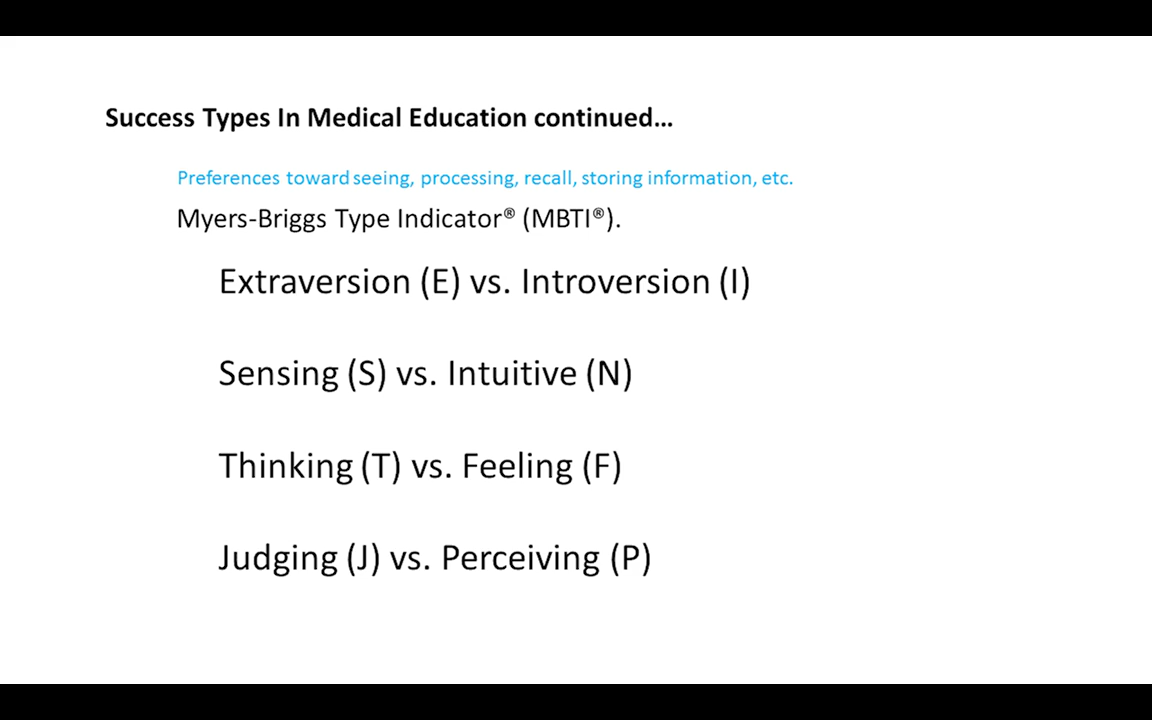 Success Types In Medical Education continued...
Preferences toward seeing, processing, recall, storing information, etc.
Myers-Briggs Type Indicator® (MBTI®).
Extraversion (E) vs. Introversion (I)
Sensing (S) vs. Intuitive (N)
Thinking (T) vs. Feeling (F)
Judging (J) vs. Perceiving (P)